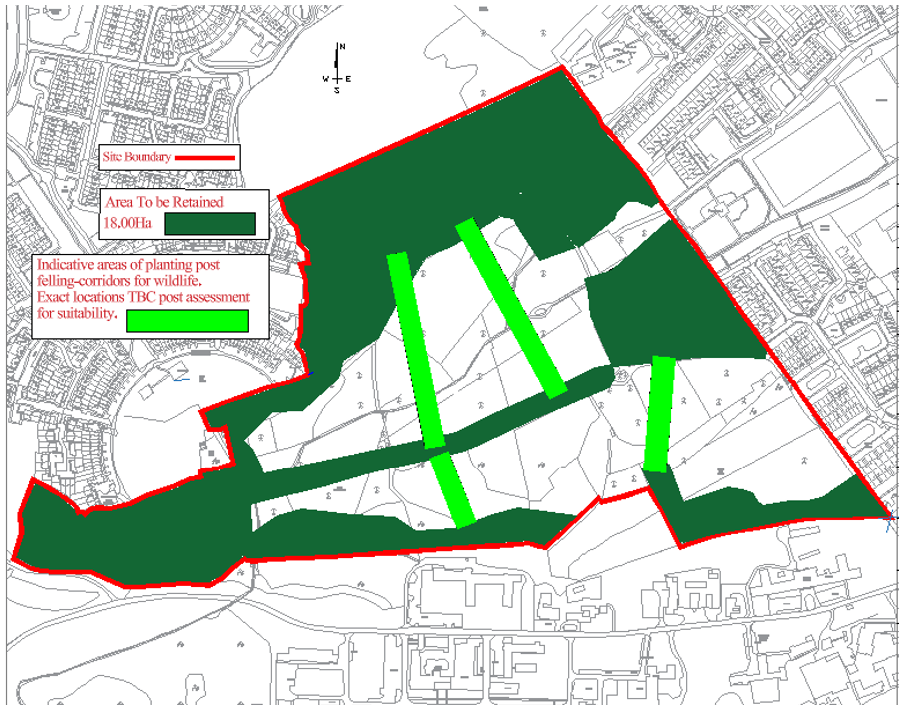 N
W E
S
Site Boundary
Area To be Retained
18.00Ha
Indicative areas of planting post
felling-corridors for wildlife.
Exact locations TBC post assessment
for suitability.